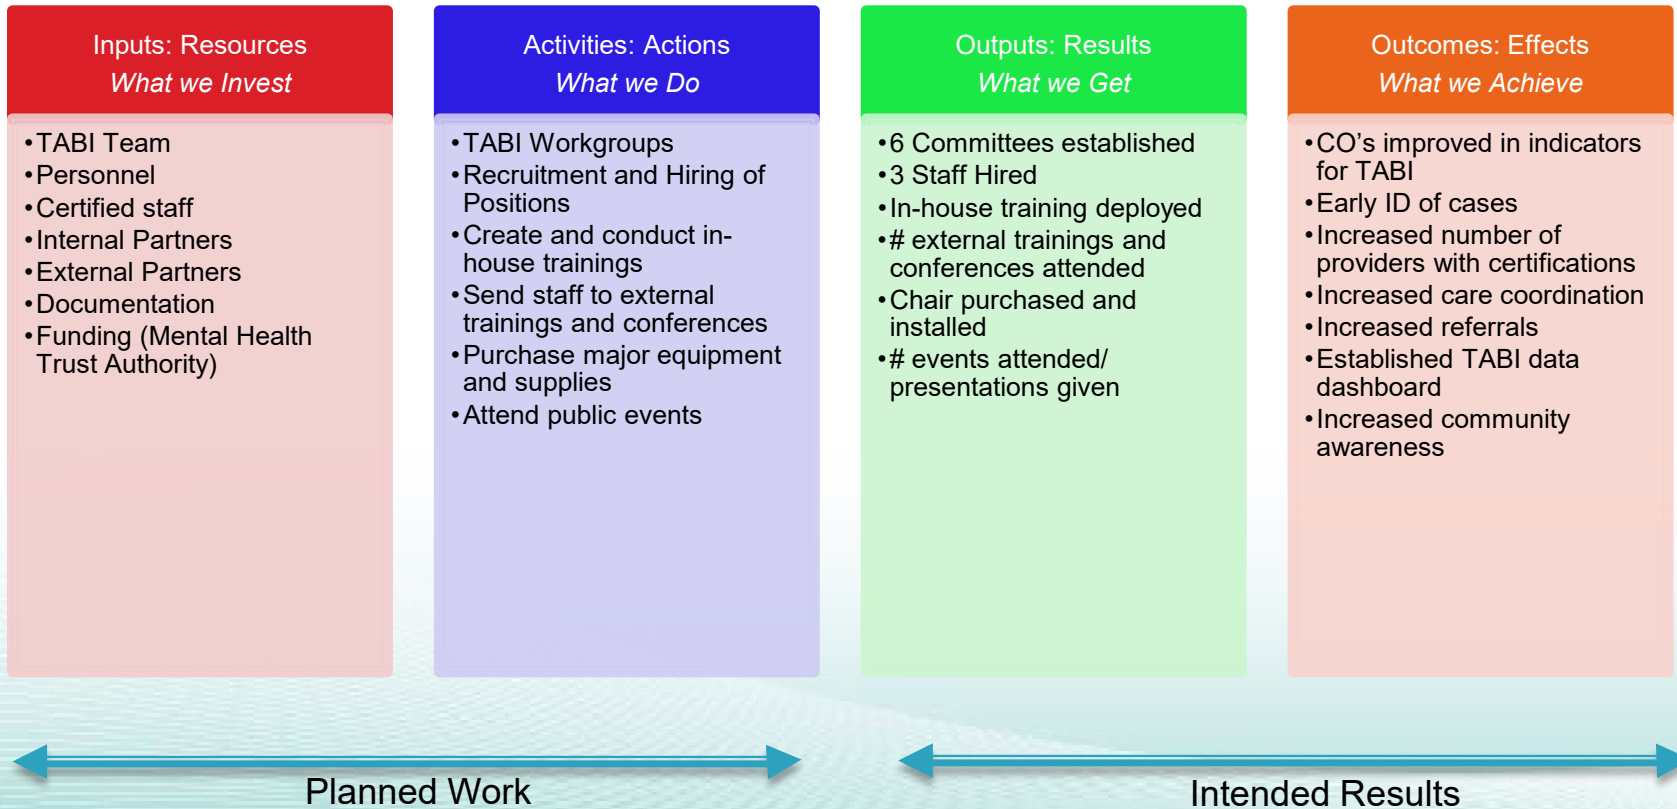 Inputs: Resources
What we Invest
•TABI Team
•Personnel
•Certified staff
•Internal Partners
•External Partners
•Documentation
•Funding (Mental Health
Trust Authority)
Activities: Actions
What we Do
•TABI Workgroups
•Recruitment and Hiring of
Positions
•Create and conduct in-
house trainings
•Send staff to external
trainings and conferences
•Purchase major equipment
and supplies
•Attend public events
Outputs: Results
What we Get
•6 Committees established
•3 Staff Hired
•In-house training deployed
•# external trainings and
conferences attended
•Chair purchased and
installed
•# events attended/
presentations given
Outcomes: Effects
What we Achieve
•CO’s improved in indicators
for TABI
•Early ID of cases
•Increased number of
providers with certifications
•Increased care coordination
•Increased referrals
•Established TABI data
dashboard
•Increased community
awareness
Planned Work
Intended Results